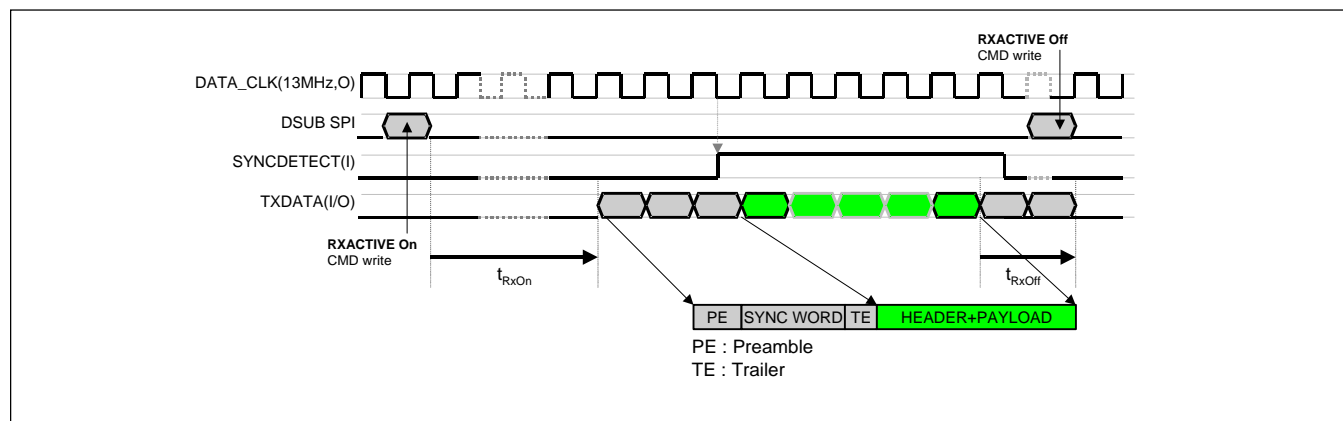 RXACTIVE Off
CMD write
DATA_CLK(13MHz,O)
DSUB SPI
SYNCDETECT(I)
TXDATA(I/O)
RXACTIVE On
CMD write
tRxOn
tRxOff
PE SYNC WORD TE HEADER+PAYLOAD
PE : Preamble
TE : Trailer